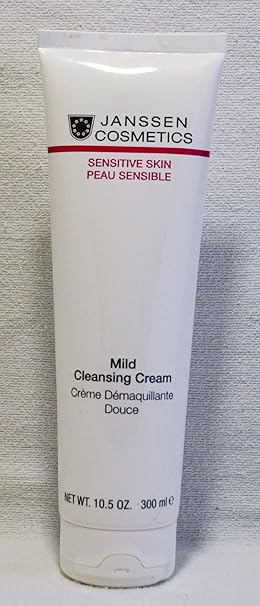 JANSSEN
COSMETICS
SENSITIVE SKIN
PEAU SENSIBLE
Mild
Cleansing Cream
Crème Démaquillante
Douce
NET WT. 10.5 OZ. 300 ml ℮